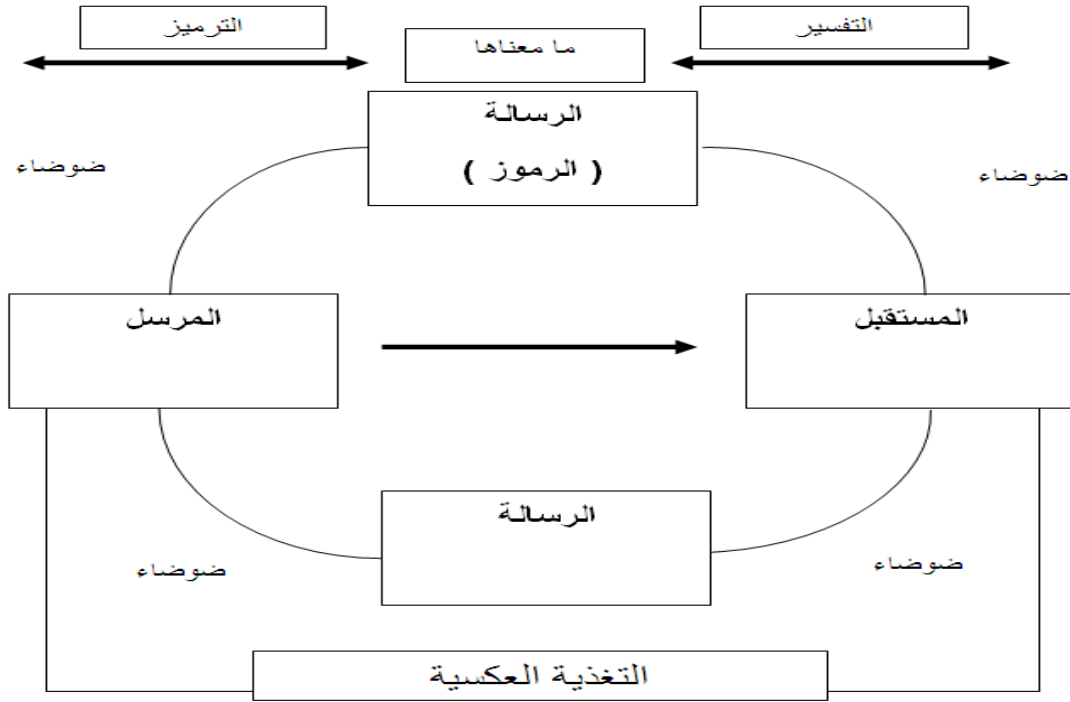 التفسير
ما معناها
الترميز
الرسالة
( الرموز )
ضوضاء
ضوضاء
المستقبل
المرسل
الرسالة
ضوضاء
ضوضاء
التغذية العكسية